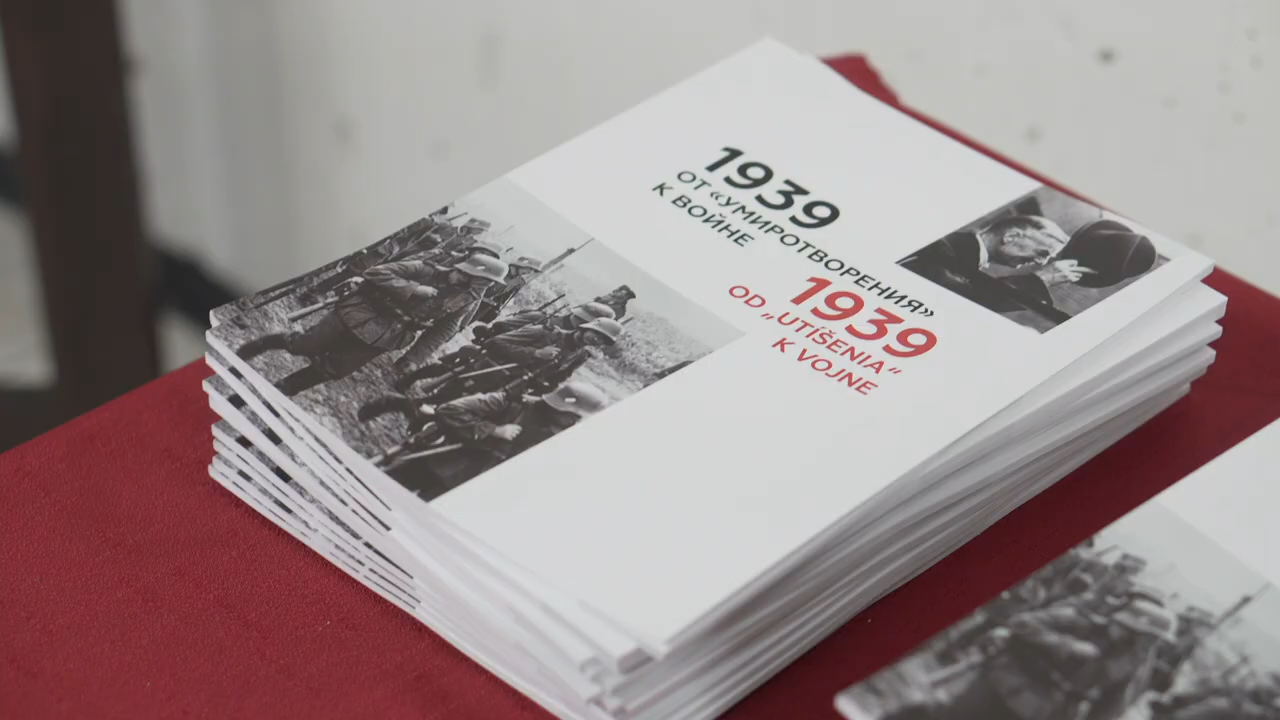 1939
ОТ «УМИРОТВОРЕНИЯ»
К ВОЙНЕ
1939
OD „UTÍŠENIA“
K VOJNE